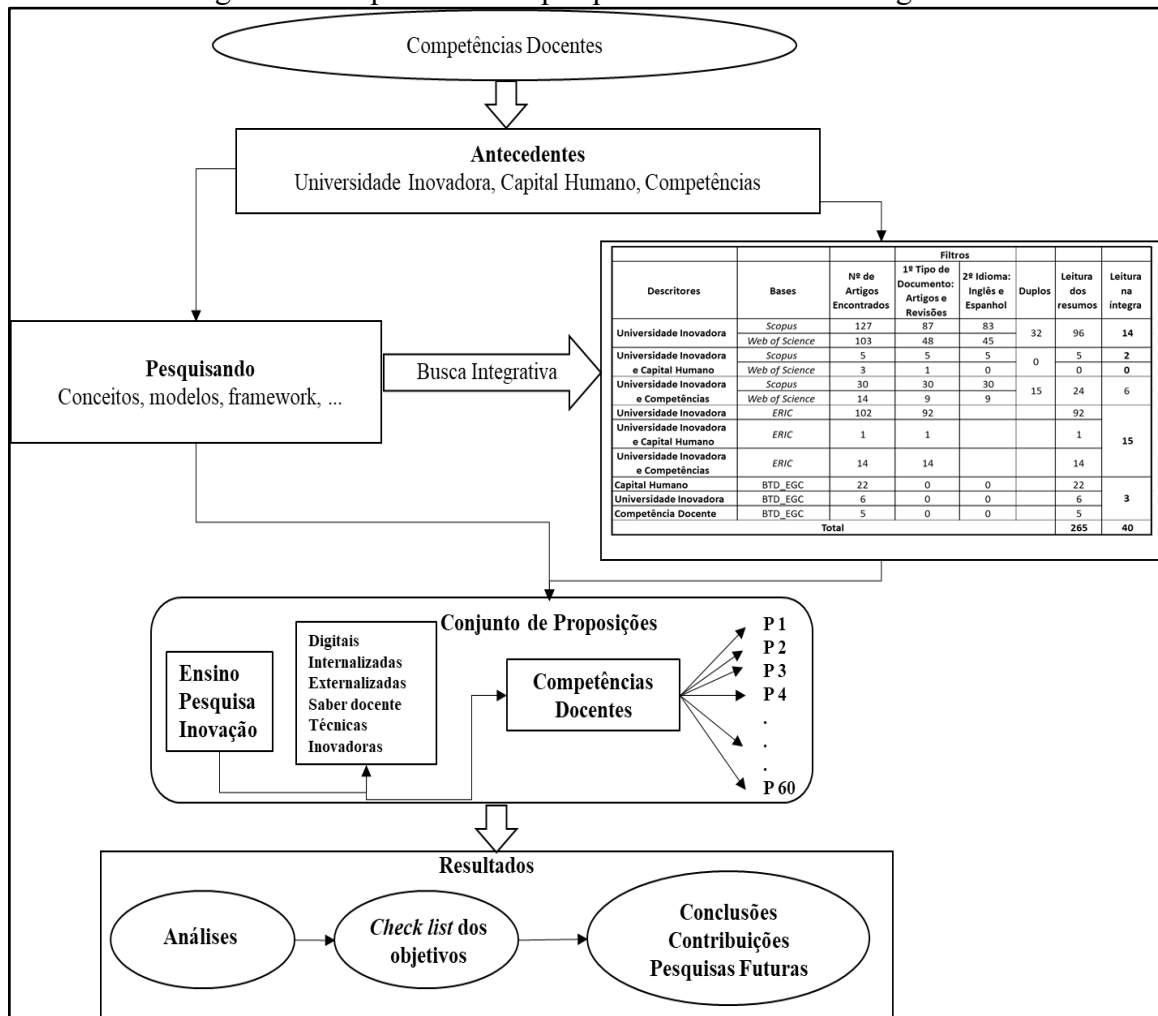 Competências Docentes
Antecedentes
Universidade Inovadora, Capital Humano, Competências
Pesquisando
Conceitos, modelos, framework, ...
Busca Integrativa
Filtros
Descritores Bases Nº de Artigos Encontrados 1º Tipo de Documento: Artigos e Revisões 2º Idioma: Inglês e Espanhol Duplos Leitura dos resumos Leitura na íntegra
Universidade Inovadora Scopus 127 87 83 32 96 14
Web of Science 103 48 45
Universidade Inovadora e Capital Humano Scopus 5 5 5 0 5 2
Web of Science 3 1 0 0 0
Universidade Inovadora e Competências Scopus 30 30 30 15 24 6
Web of Science 14 9 9
Universidade Inovadora ERIC 102 92 92 15
Universidade Inovadora e Capital Humano ERIC 1 1 1
Universidade Inovadora e Competências ERIC 14 14 14
Capital Humano BTD_EGC 22 0 0 22 3
Universidade Inovadora BTD_EGC 6 0 0 6
Competência Docente BTD_EGC 5 0 0 5
Total 265 40
Conjunto de Proposições
Ensino
Pesquisa
Inovação
Digitais
Internalizadas
Externalizadas
Saber docente
Técnicas
Inovadoras
Competências
Docentes
P 1
P 2
P 3
P 4
.
.
.
P 60
Resultados
Análises
Check list dos
objetivos
Conclusões
Contribuições
Pesquisas Futuras